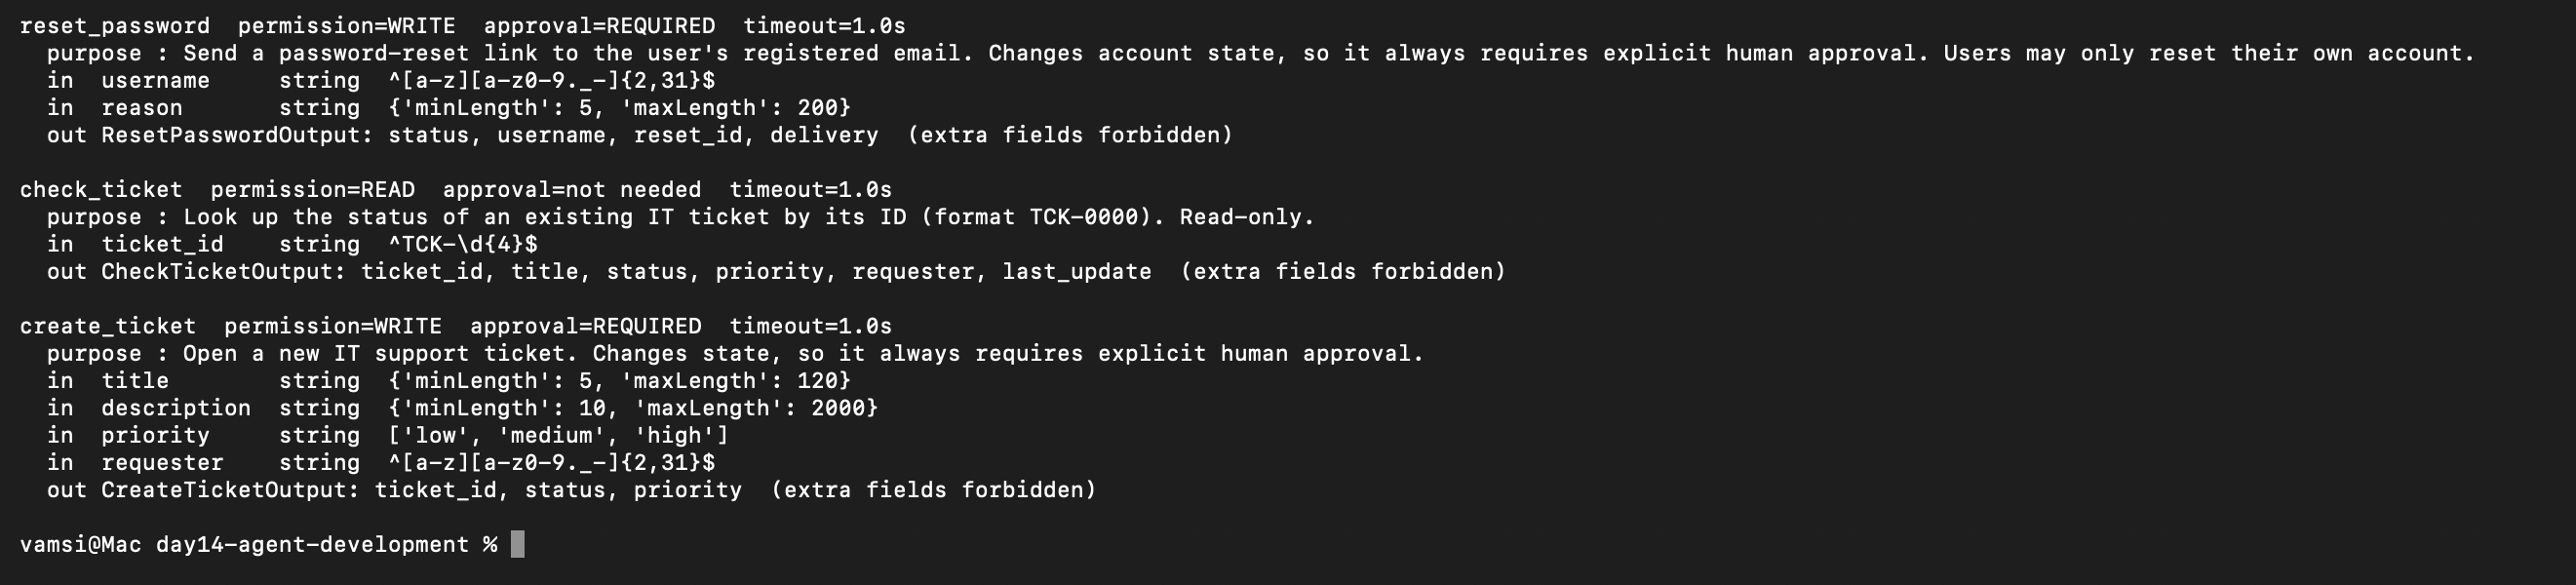 reset_password  permission=WRITE  approval=REQUIRED  timeout=1.0s
  purpose : Send a password-reset link to the user's registered email. Changes account state, so it always requires explicit human approval. Users may only reset their own account.
  in  username     string  ^[a-z][a-z0-9._-]{2,31}$
  in  reason       string  {'minLength': 5, 'maxLength': 200}
  out ResetPasswordOutput: status, username, reset_id, delivery  (extra fields forbidden)

check_ticket  permission=READ  approval=not needed  timeout=1.0s
  purpose : Look up the status of an existing IT ticket by its ID (format TCK-0000). Read-only.
  in  ticket_id    string  ^TCK-\d{4}$
  out CheckTicketOutput: ticket_id, title, status, priority, requester, last_update  (extra fields forbidden)

create_ticket  permission=WRITE  approval=REQUIRED  timeout=1.0s
  purpose : Open a new IT support ticket. Changes state, so it always requires explicit human approval.
  in  title        string  {'minLength': 5, 'maxLength': 120}
  in  description  string  {'minLength': 10, 'maxLength': 2000}
  in  priority     string  ['low', 'medium', 'high']
  in  requester    string  ^[a-z][a-z0-9._-]{2,31}$
  out CreateTicketOutput: ticket_id, status, priority  (extra fields forbidden)

vamsi@Mac day14-agent-development %